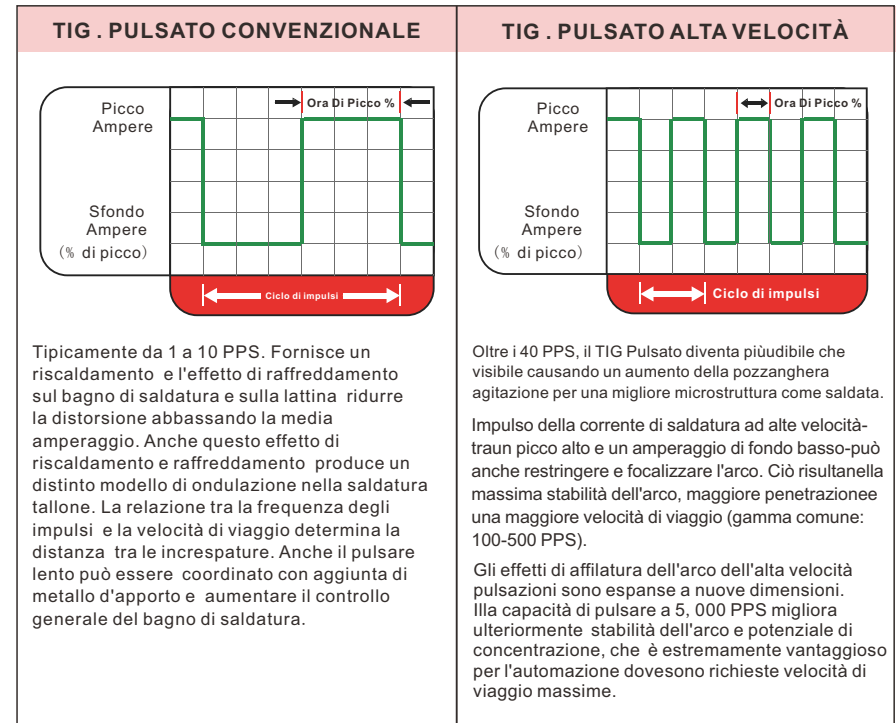 TIG . PULSATO CONVENZIONALE
Picco
Ampere
Ora Di Picco %
Sfondo
Ampere
(% di picco)
Ciclo di impulsi
Tipicamente da 1 a 10 PPS. Fornisce un
riscaldamento e l'effetto di raffreddamento
sul bagno di saldatura e sulla lattina ridurre
la distorsione abbassando la media
amperaggio. Anche questo effetto di
riscaldamento e raffreddamento produce un
distinto modello di ondulazione nella saldatura
tallone. La relazione tra la frequenza degli
impulsi e la velocità di viaggio determina la
distanza tra le increspature. Anche il pulsare
lento può essere coordinato con aggiunta di
metallo d'apporto e aumentare il controllo
generale del bagno di saldatura.
TIG . PULSATO ALTA VELOCITÀ
Picco
Ampere
Ora Di Picco %
Sfondo
Ampere
(% di picco)
Ciclo di impulsi
Oltre i 40 PPS, il TIG Pulsato diventa piùudibile che
visibile causando un aumento della pozzanghera
agitazione per una migliore microstruttura come saldata.
Impulso della corrente di saldatura ad alte velocità-
traun picco alto e un amperaggio di fondo basso-può
anche restringere e focalizzare l'arco. Ciò risultanella
massima stabilità dell'arco, maggiore penetrazionee
una maggiore velocità di viaggio (gamma comune:
100-500 PPS).
Gli effetti di affilatura dell'arco dell'alta velocità
pulsazioni sono espanse a nuove dimensioni.
Illa capacità di pulsare a 5, 000 PPS migliora
ulteriormente stabilità dell'arco e potenziale di
concentrazione, che è estremamente vantaggioso
per l'automazione dovesono richieste velocità di
viaggio massime.